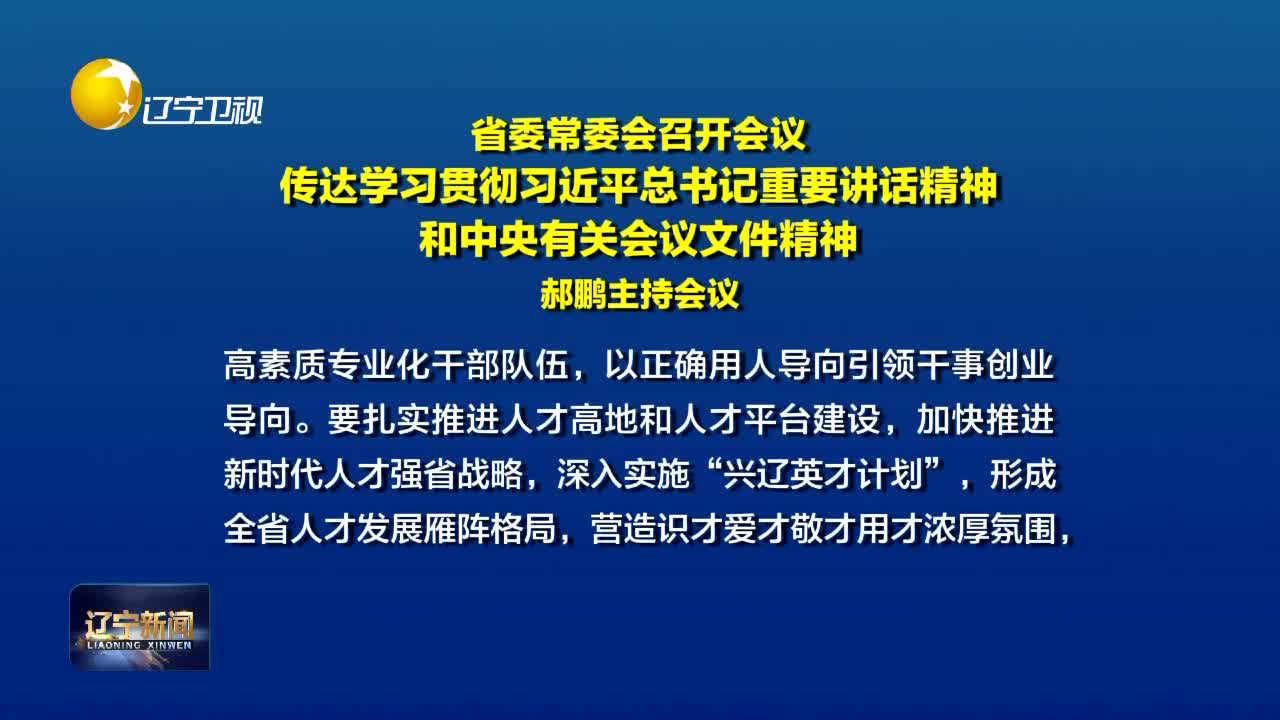 辽宁卫视
省委常委会召开会议
传达学习贯彻习近平总书记重要讲话精神
和中央有关会议文件精神
郝鹏主持会议
高素质专业化干部队伍，以正确用人导向引领干事创业
导向。要扎实推进人才高地和人才平台建设，加快推进
新时代人才强省战略，深入实施“兴辽英才计划”，形成
全省人才发展雁阵格局，营造识才爱才敬才用才浓厚氛围，
辽宁新闻
LIAONING XINWEN